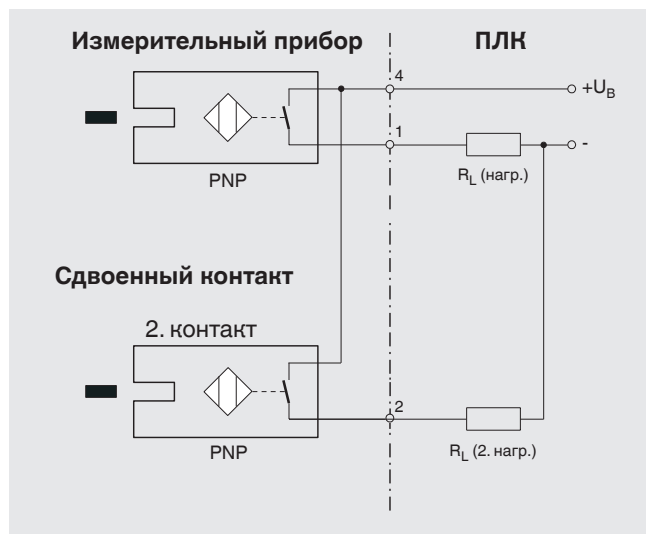 Измерительный прибор
ПЛК
4
+U_B
1
-
R_L (нагр.)
PNP
Сдвоенный контакт
2. контакт
2
R_L (2. нагр.)
PNP